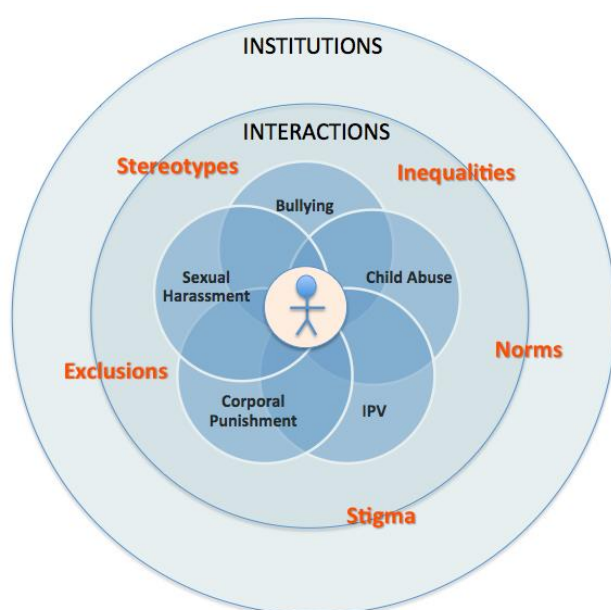 INSTITUTIONS
INTERACTIONS
Stereotypes
Inequalities
Bullying
Sexual
Harassment
Child Abuse
Norms
Exclusions
Corporal
Punishment
IPV
Stigma